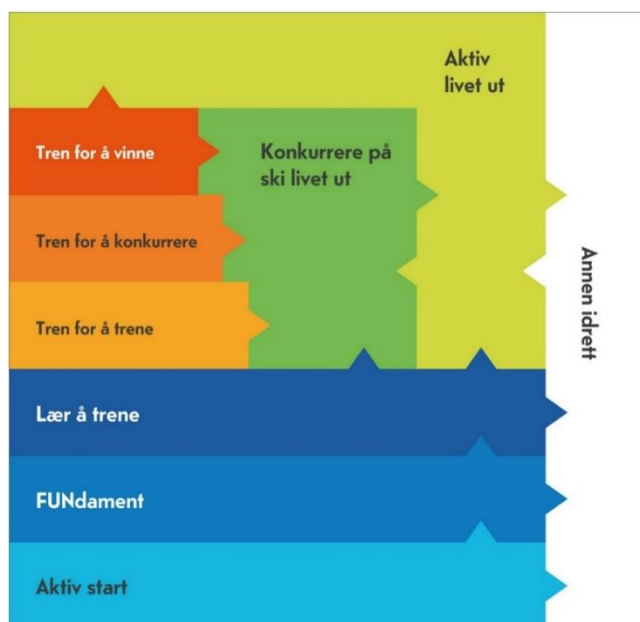 Aktiv
livet ut
Tren for å vinne
Konkurrere på
ski livet ut
Tren for å konkurrere
Tren for å trene
Annen idrett
Lær å trene
FUNdament
Aktiv start